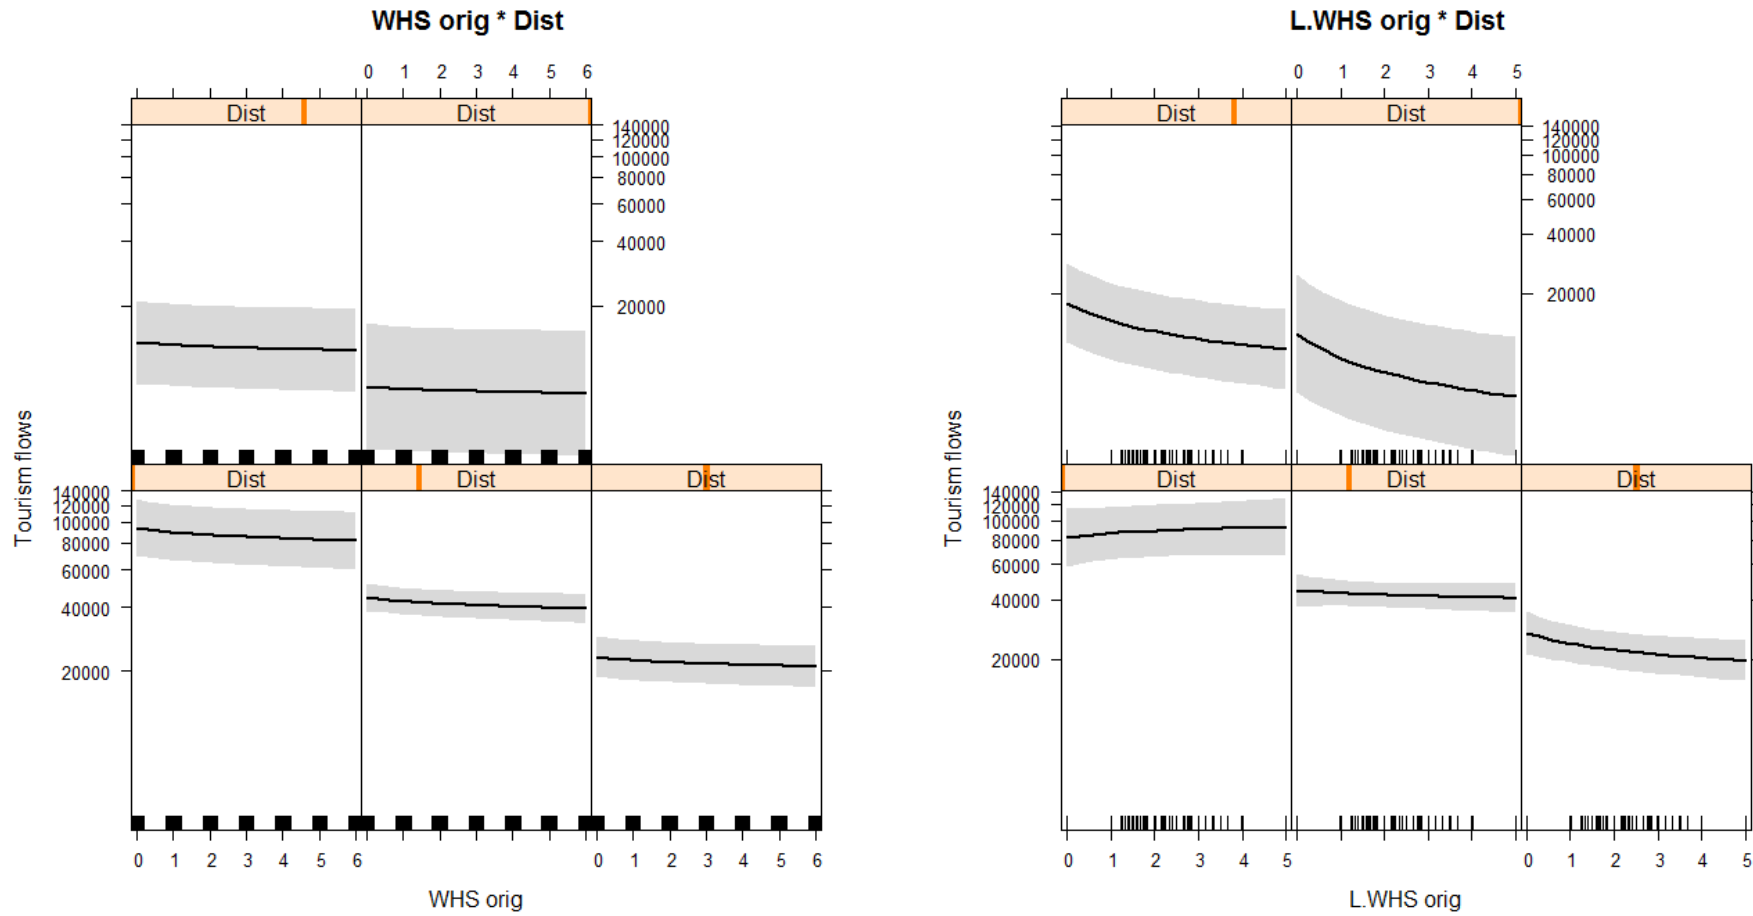 WHS orig * Dist
0 1 2 3 4 5 6
Dist Dist
140000
120000
100000
80000
60000
40000
20000
Tourism flows
Dist Dist Dist
140000
120000
100000
80000
60000
40000
20000
0 1 2 3 4 5 6 0 1 2 3 4 5 6
WHS orig
L.WHS orig * Dist
0 1 2 3 4 5
Dist Dist
140000
120000
100000
80000
60000
40000
20000
Tourism flows
Dist Dist Dist
140000
120000
100000
80000
60000
40000
20000
0 1 2 3 4 5 0 1 2 3 4 5
L.WHS orig